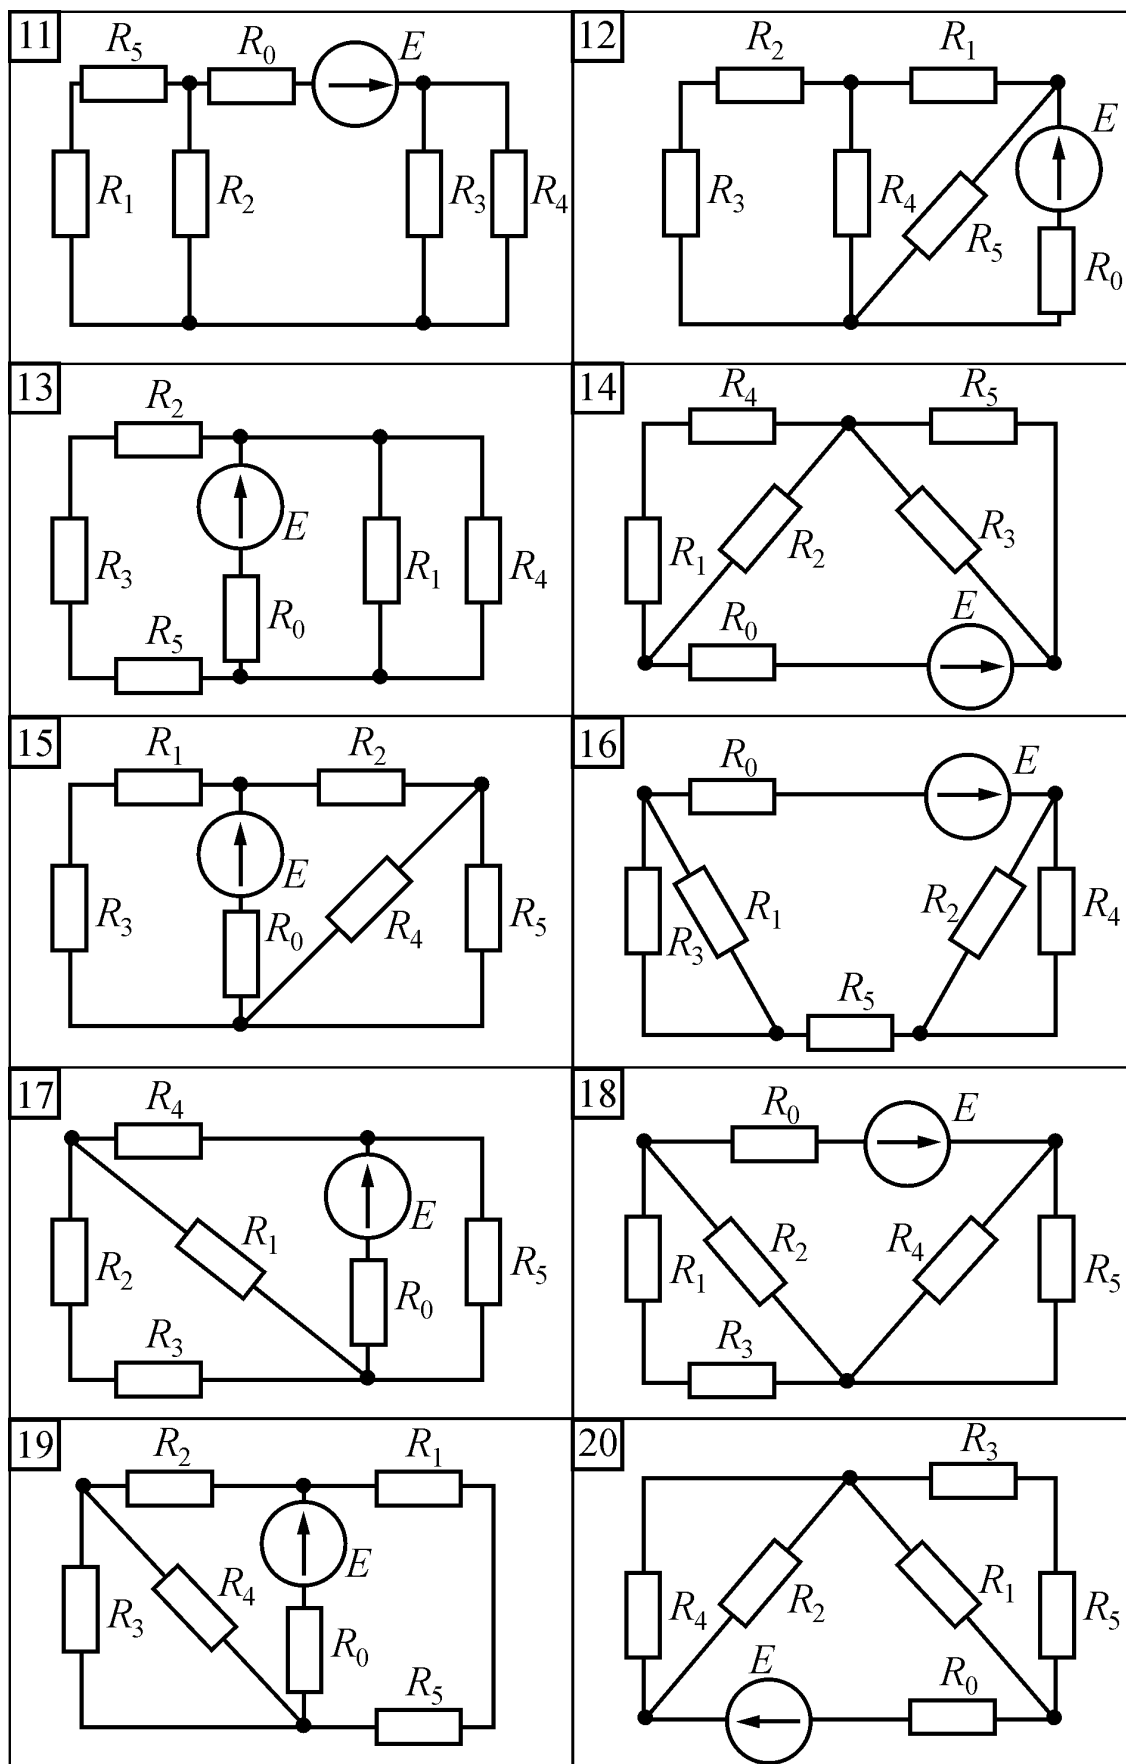 11
R5 R0 E
R1 R2 R3 R4
12
R2 R1
E
R3 R4 R5 R0
13
R2
R3 E R1 R4
R0
R5
14
R4 R5
R1 R2 R3
R0 E
15
R1 R2
E
R3 R0 R4 R5
16
R0 E
R3 R1 R2 R4
R5
17
R4
R2 R1 E R5
R0
R3
18
R0 E
R1 R2 R4 R5
R3
19
R2 R1
R3 R4 E
R0
R5
20
R3
R4 R2 R1 R5
E R0